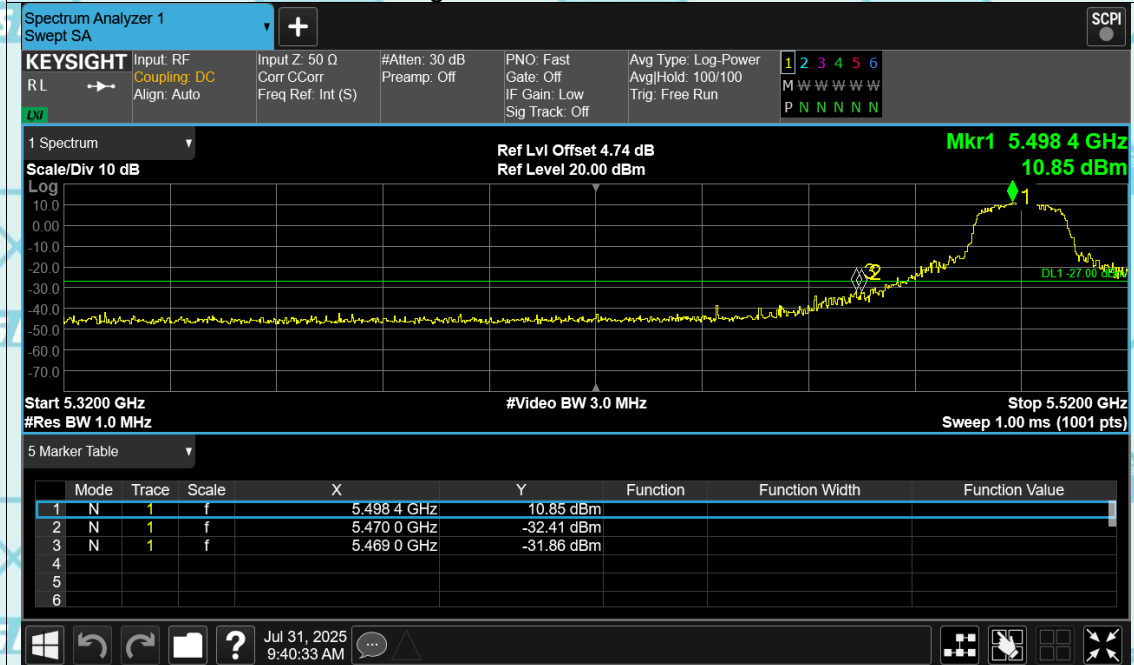 Spectrum Analyzer 1
Swept SA
+
SCPI
KEYSIGHT Input: RF Input Z: 50 Ω #Atten: 30 dB PNO: Fast Avg Type: Log-Power 1 2 3 4 5 6
R L Coupling: DC Corr CCorr Preamp: Off Gate: Off Avg|Hold: 100/100 M W W W W W
Align: Auto Freq Ref: Int (S) IF Gain: Low Trig: Free Run P N N N N N
LXI Sig Track: Off
1 Spectrum
Ref Lvl Offset 4.74 dB Mkr1 5.498 4 GHz
Scale/Div 10 dB Ref Level 20.00 dBm 10.85 dBm
Log
1
10.0
0.00
-10.0
-20.0
3 2
DL1 -27.00 dBm
-30.0
-40.0
-50.0
-60.0
-70.0
Start 5.3200 GHz #Video BW 3.0 MHz Stop 5.5200 GHz
#Res BW 1.0 MHz Sweep 1.00 ms (1001 pts)
5 Marker Table
Mode Trace Scale X Y Function Function Width Function Value
1 N 1 f 5.498 4 GHz 10.85 dBm
2 N 1 f 5.470 0 GHz -32.41 dBm
3 N 1 f 5.469 0 GHz -31.86 dBm
4
5
6
? Jul 31, 2025
9:40:33 AM